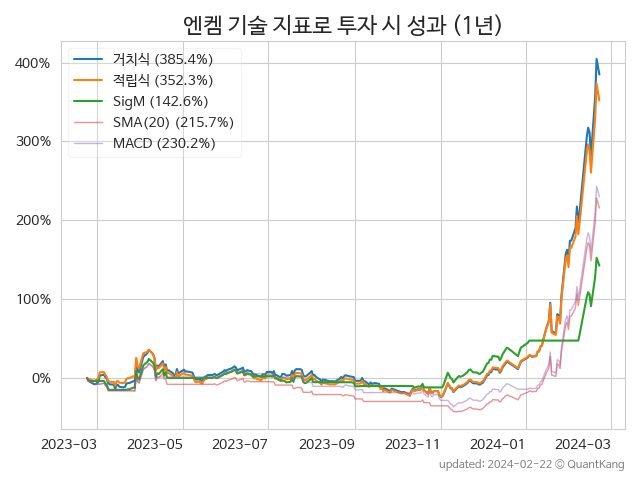 엔켐 기술 지표로 투자 시 성과 (1년)
거치식 (385.4%)
적립식 (352.3%)
SigM (142.6%)
SMA(20) (215.7%)
MACD (230.2%)
400%
300%
200%
100%
0%
2023-03 2023-05 2023-07 2023-09 2023-11 2024-01 2024-03
updated: 2024-02-22 © QuantKang